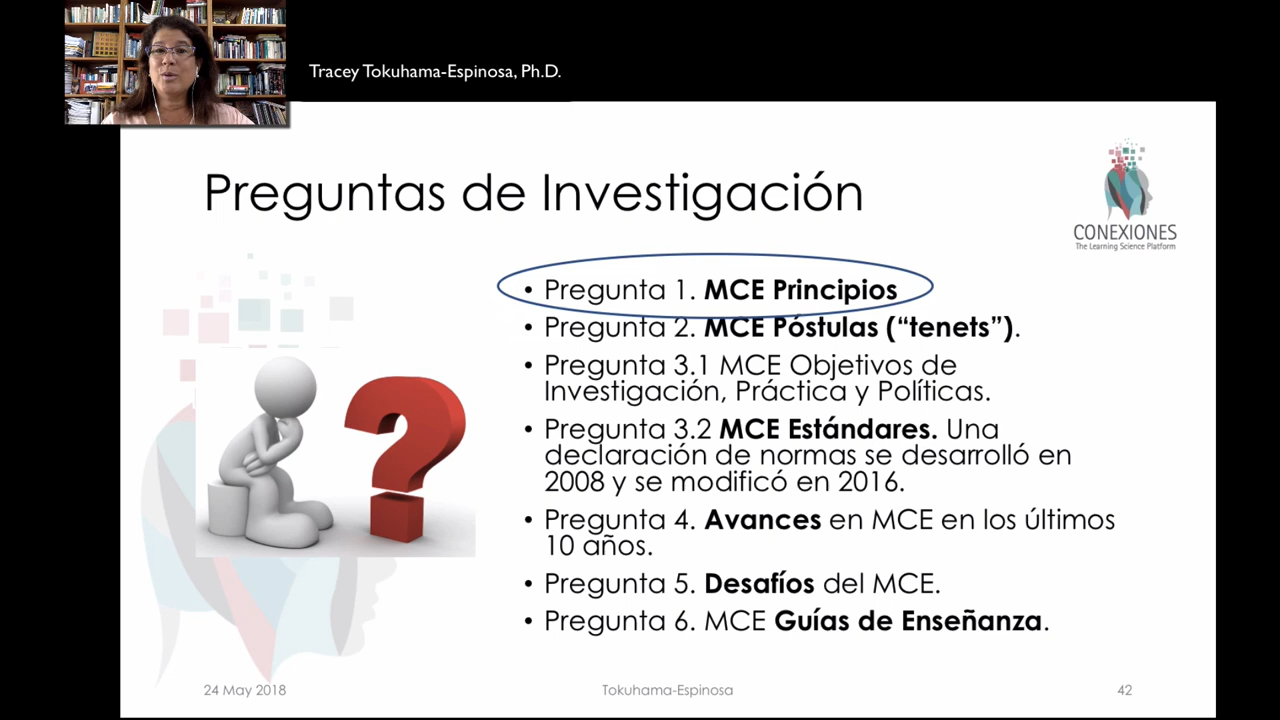 Tracey Tokuhama-Espinosa, Ph.D.
Preguntas de Investigación
CONEXIONES
The Learning Science Platform
• Pregunta 1. MCE Principios
• Pregunta 2. MCE Póstulas (“tenets”).
• Pregunta 3.1 MCE Objetivos de
Investigación, Práctica y Políticas.
• Pregunta 3.2 MCE Estándares. Una
declaración de normas se desarrolló en
2008 y se modificó en 2016.
• Pregunta 4. Avances en MCE en los últimos
10 años.
• Pregunta 5. Desafíos del MCE.
• Pregunta 6. MCE Guías de Enseñanza.
24 May 2018
Tokuhama-Espinosa
42